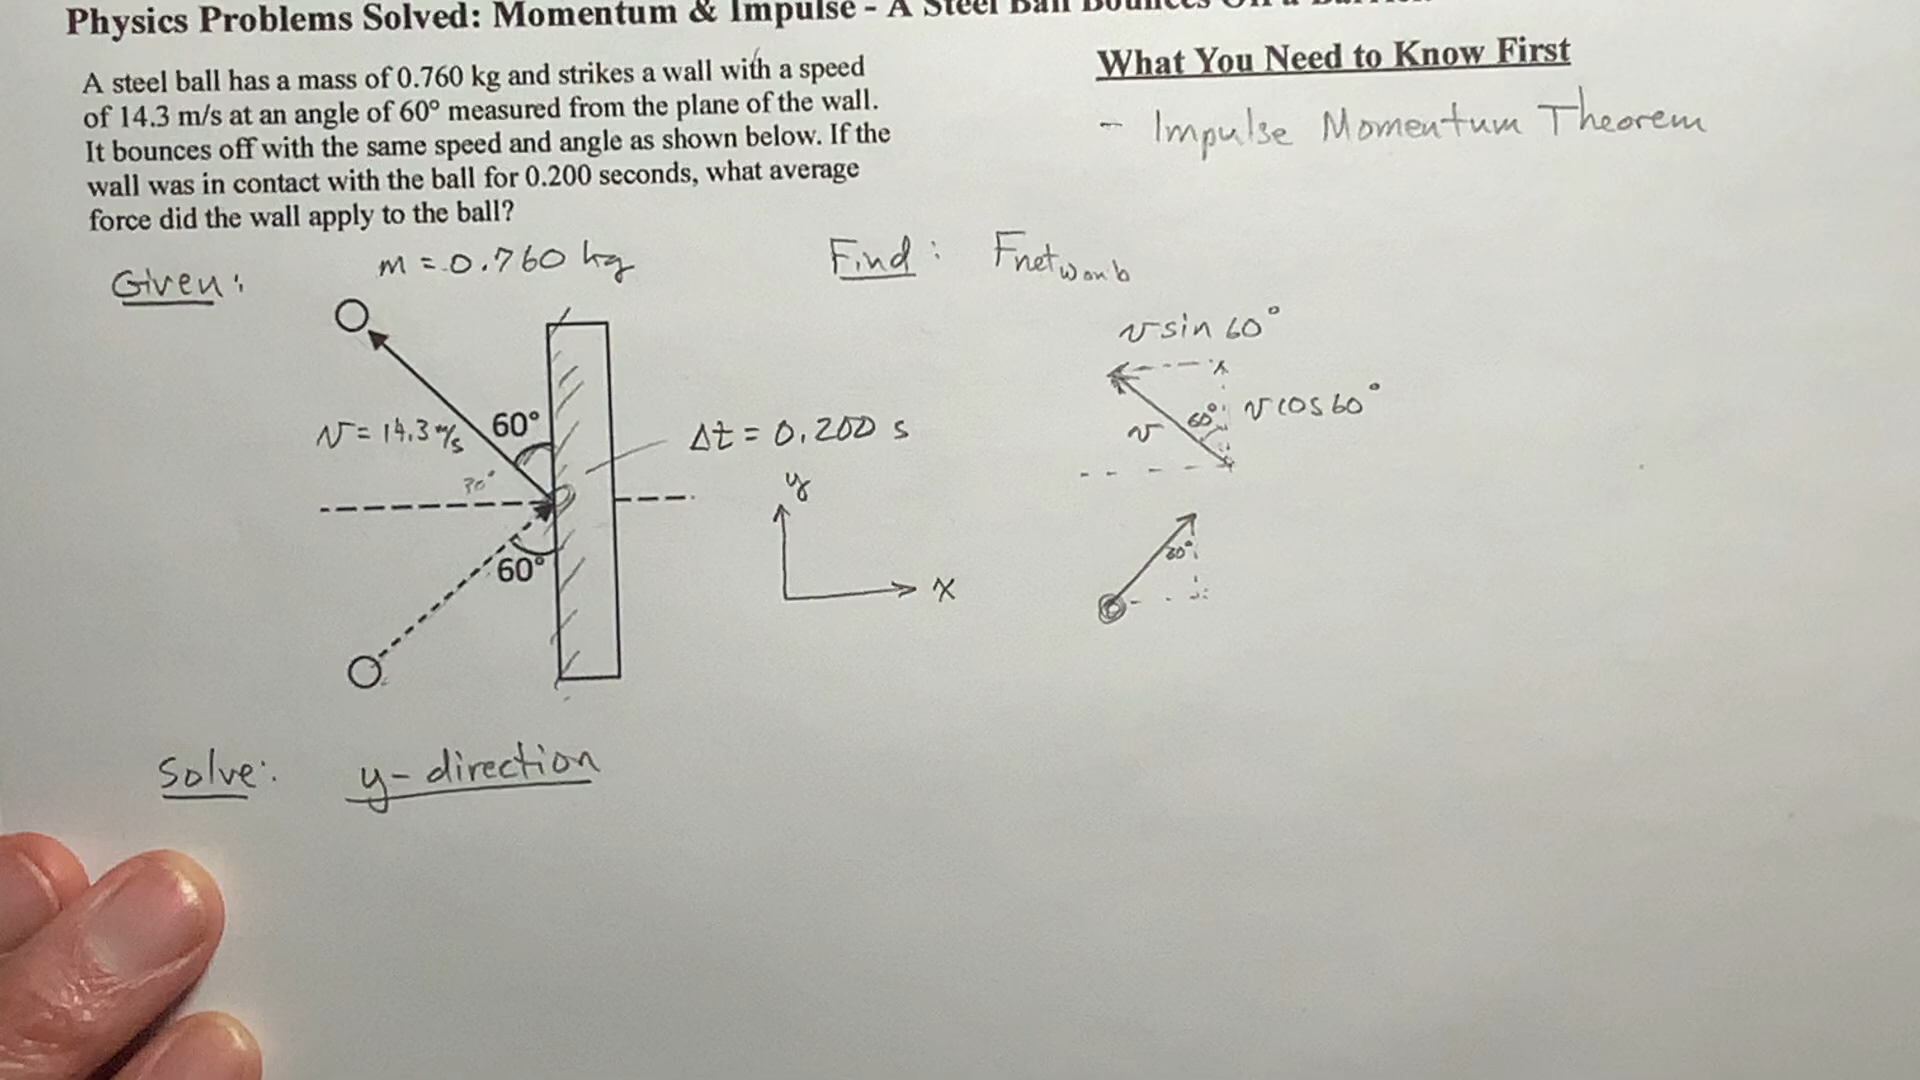 Physics Problems Solved: Momentum & Impulse - A Steel Ball Bounces Off a
A steel ball has a mass of 0.760 kg and strikes a wall with a speed
of 14.3 m/s at an angle of 60° measured from the plane of the wall.
It bounces off with the same speed and angle as shown below. If the
wall was in contact with the ball for 0.200 seconds, what average
force did the wall apply to the ball?
What You Need to Know First
- Impulse Momentum Theorem
Given:
m = 0.760 kg
Find: Fnet w on b
v = 14.3 m/s
60°
30°
60°
Δt = 0.200 s
y
x
v sin 60°
60°
v cos 60°
v
60°
Solve:
y-direction